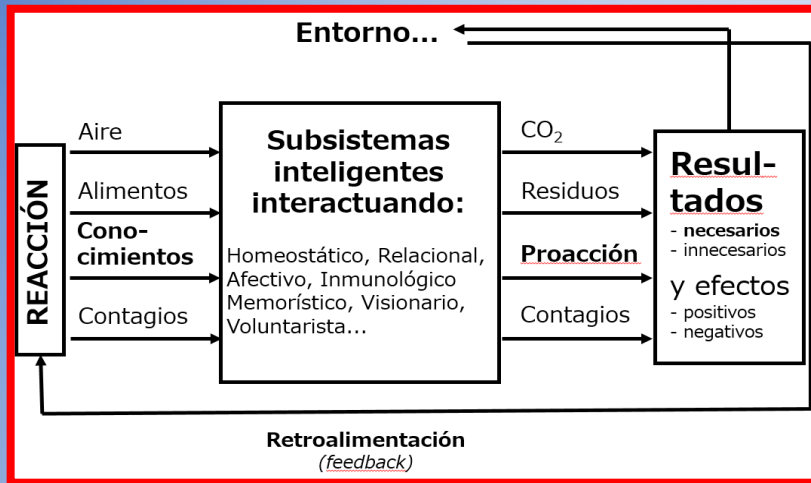 Entorno...
REACCIÓN
Aire
Alimentos
Cono-
cimientos
Contagios
Subsistemas
inteligentes
interactuando:
Homeostático, Relacional,
Afectivo, Inmunológico
Memorístico, Visionario,
Voluntarista...
CO₂
Residuos
Proacción
Contagios
Resul-
tados
- necesarios
- innecesarios
y efectos
- positivos
- negativos
Retroalimentación
(feedback)